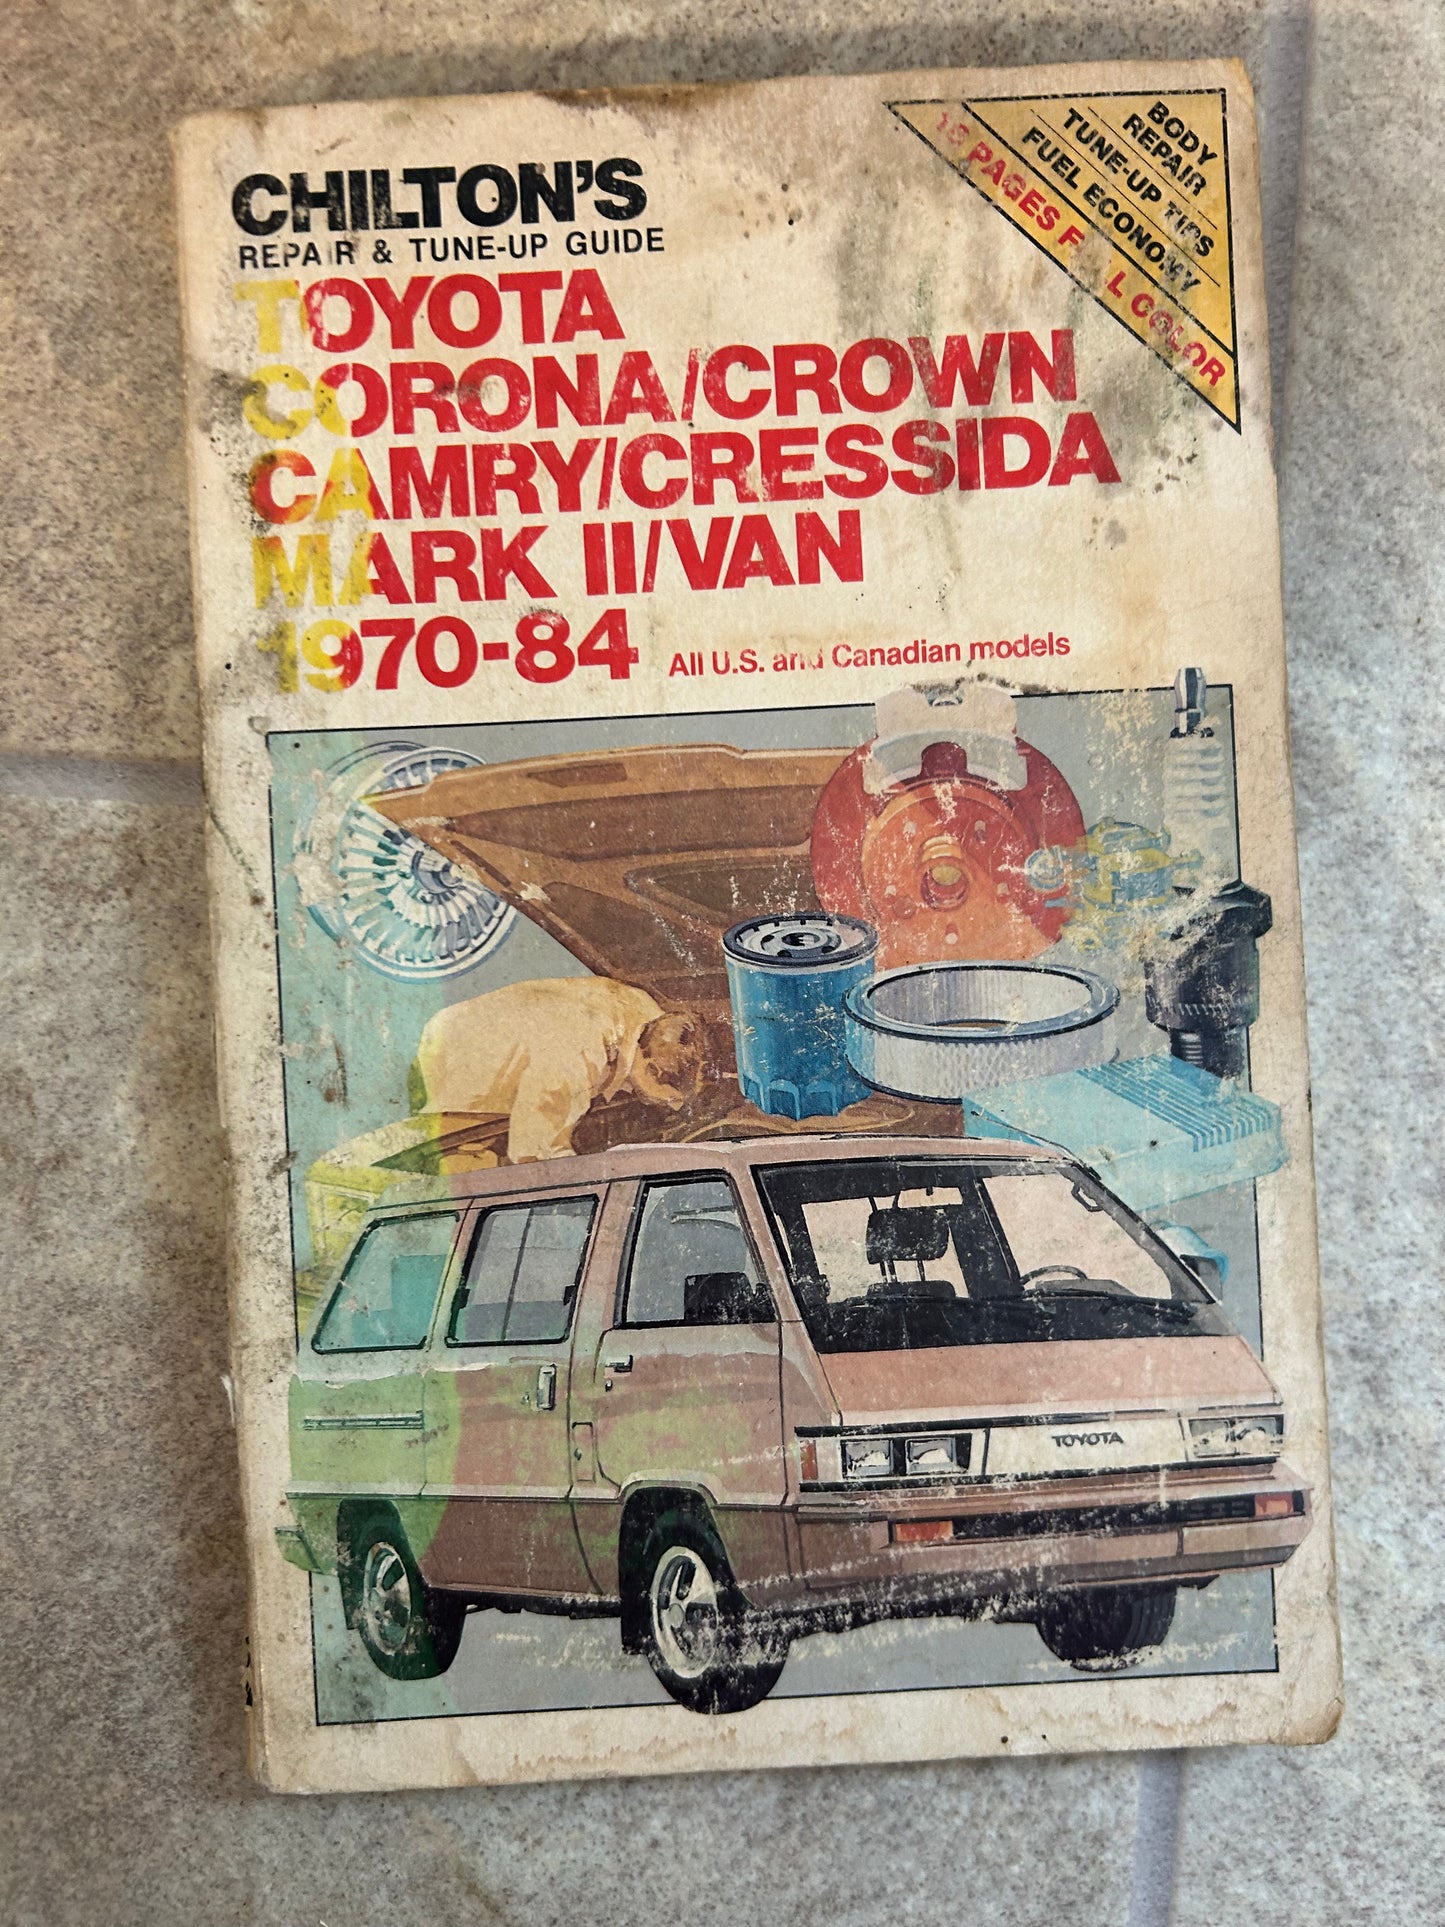 CHILTON'S
REPAIR & TUNE-UP GUIDE
TOYOTA
CORONA/CROWN
CAMRY/CRESSIDA
MARK II/VAN
1970-84 All U.S. and Canadian models
BODY
REPAIR
TUNE-UP TIPS
FUEL ECONOMY
PAGES FULL COLOR
TOYOTA